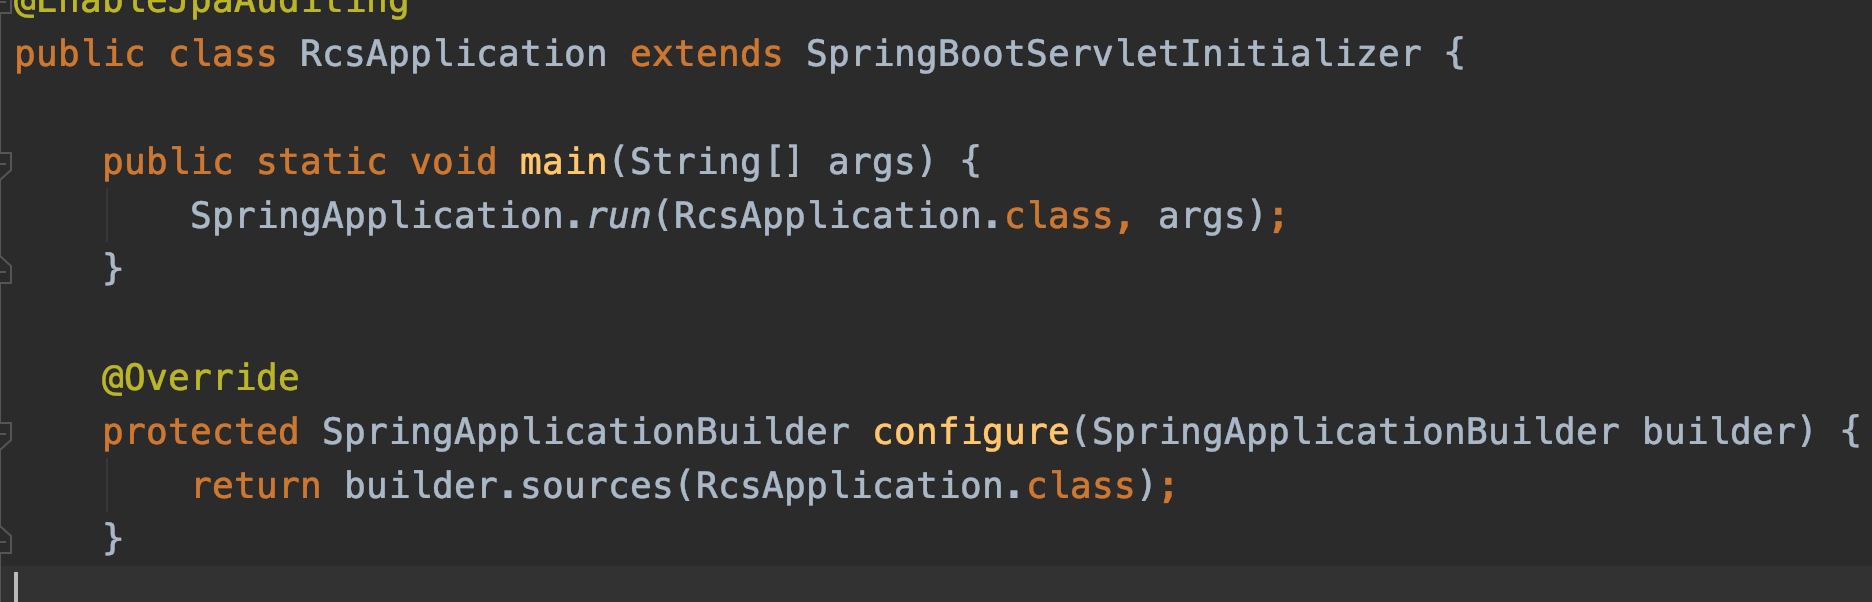 @EnableJpaAuditing
public class RcsApplication extends SpringBootServletInitializer {
public static void main(String[] args) {
SpringApplication.run(RcsApplication.class, args);
}
@Override
protected SpringApplicationBuilder configure(SpringApplicationBuilder builder) {
return builder.sources(RcsApplication.class);
}